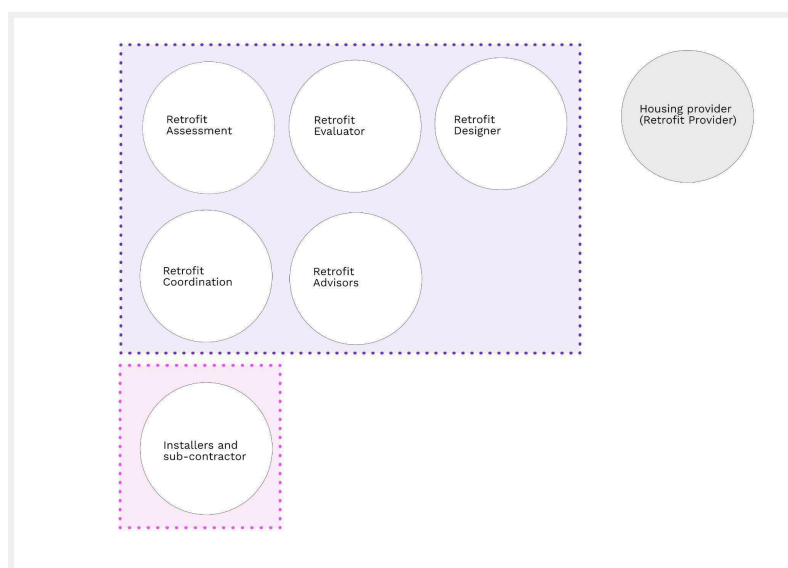 Retrofit
Assessment
Retrofit
Evaluator
Retrofit
Designer
Housing provider
(Retrofit Provider)
Retrofit
Coordination
Retrofit
Advisors
Installers and
sub-contractor